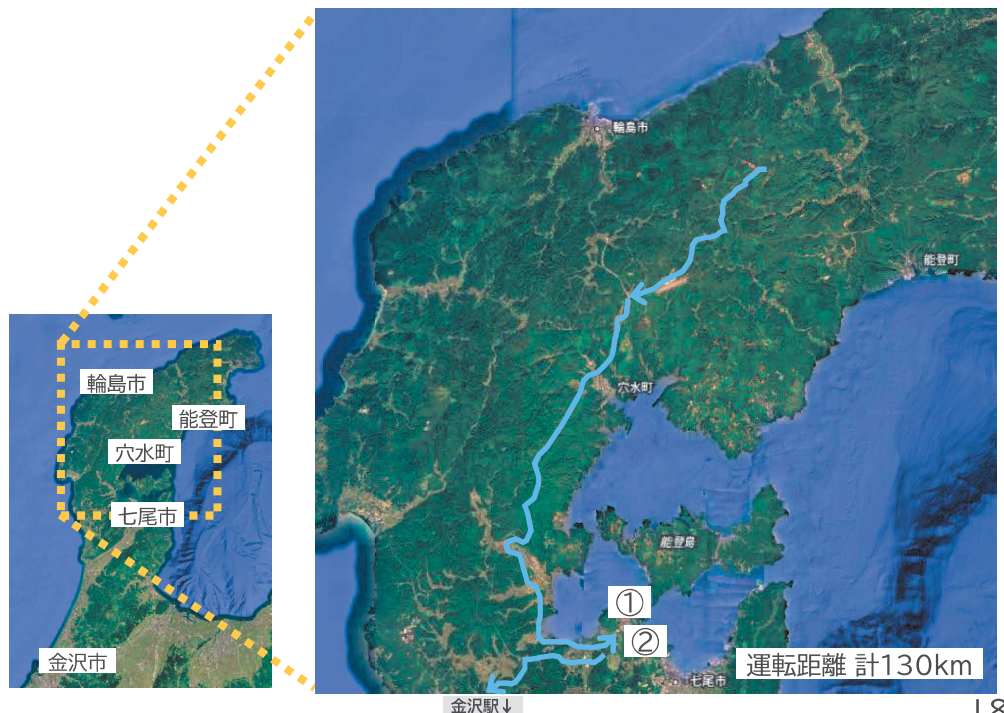 輪島市
能登町
穴水町
七尾市
金沢市
輪島市
能登町
穴水町
能登島
①
②
七尾市
運転距離 計130km
金沢駅↓
18